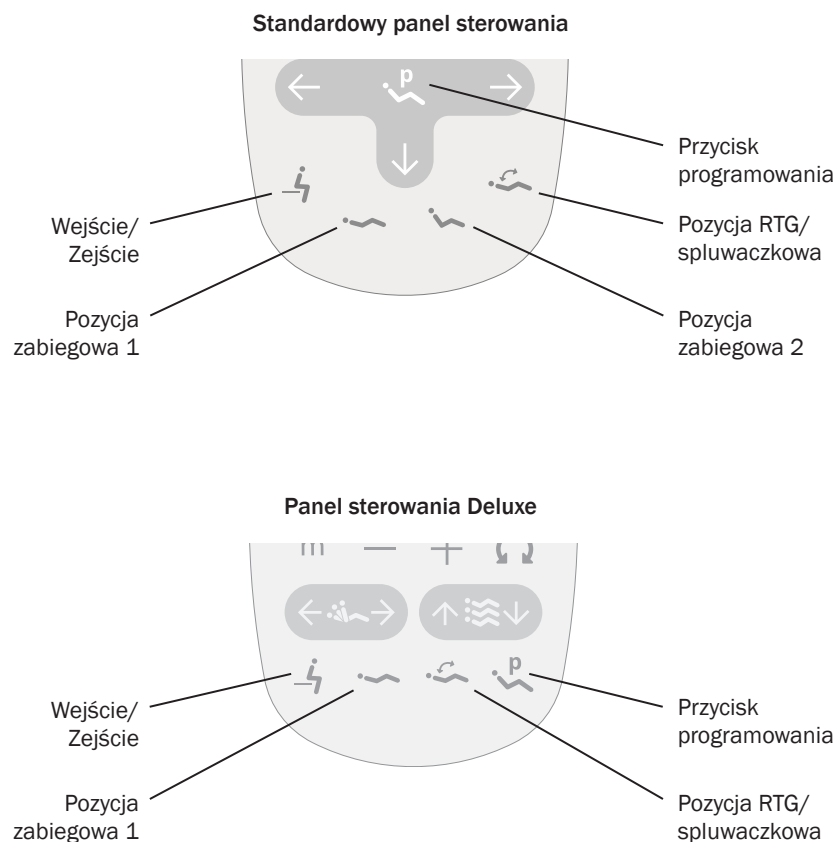 Standardowy panel sterowania
p
Przycisk
programowania
Wejście/
Zejście
Pozycja RTG/
spluwaczkowa
Pozycja
zabiegowa 1
Pozycja
zabiegowa 2
Panel sterowania Deluxe
m
p
Wejście/
Zejście
Przycisk
programowania
Pozycja
zabiegowa 1
Pozycja RTG/
spluwaczkowa